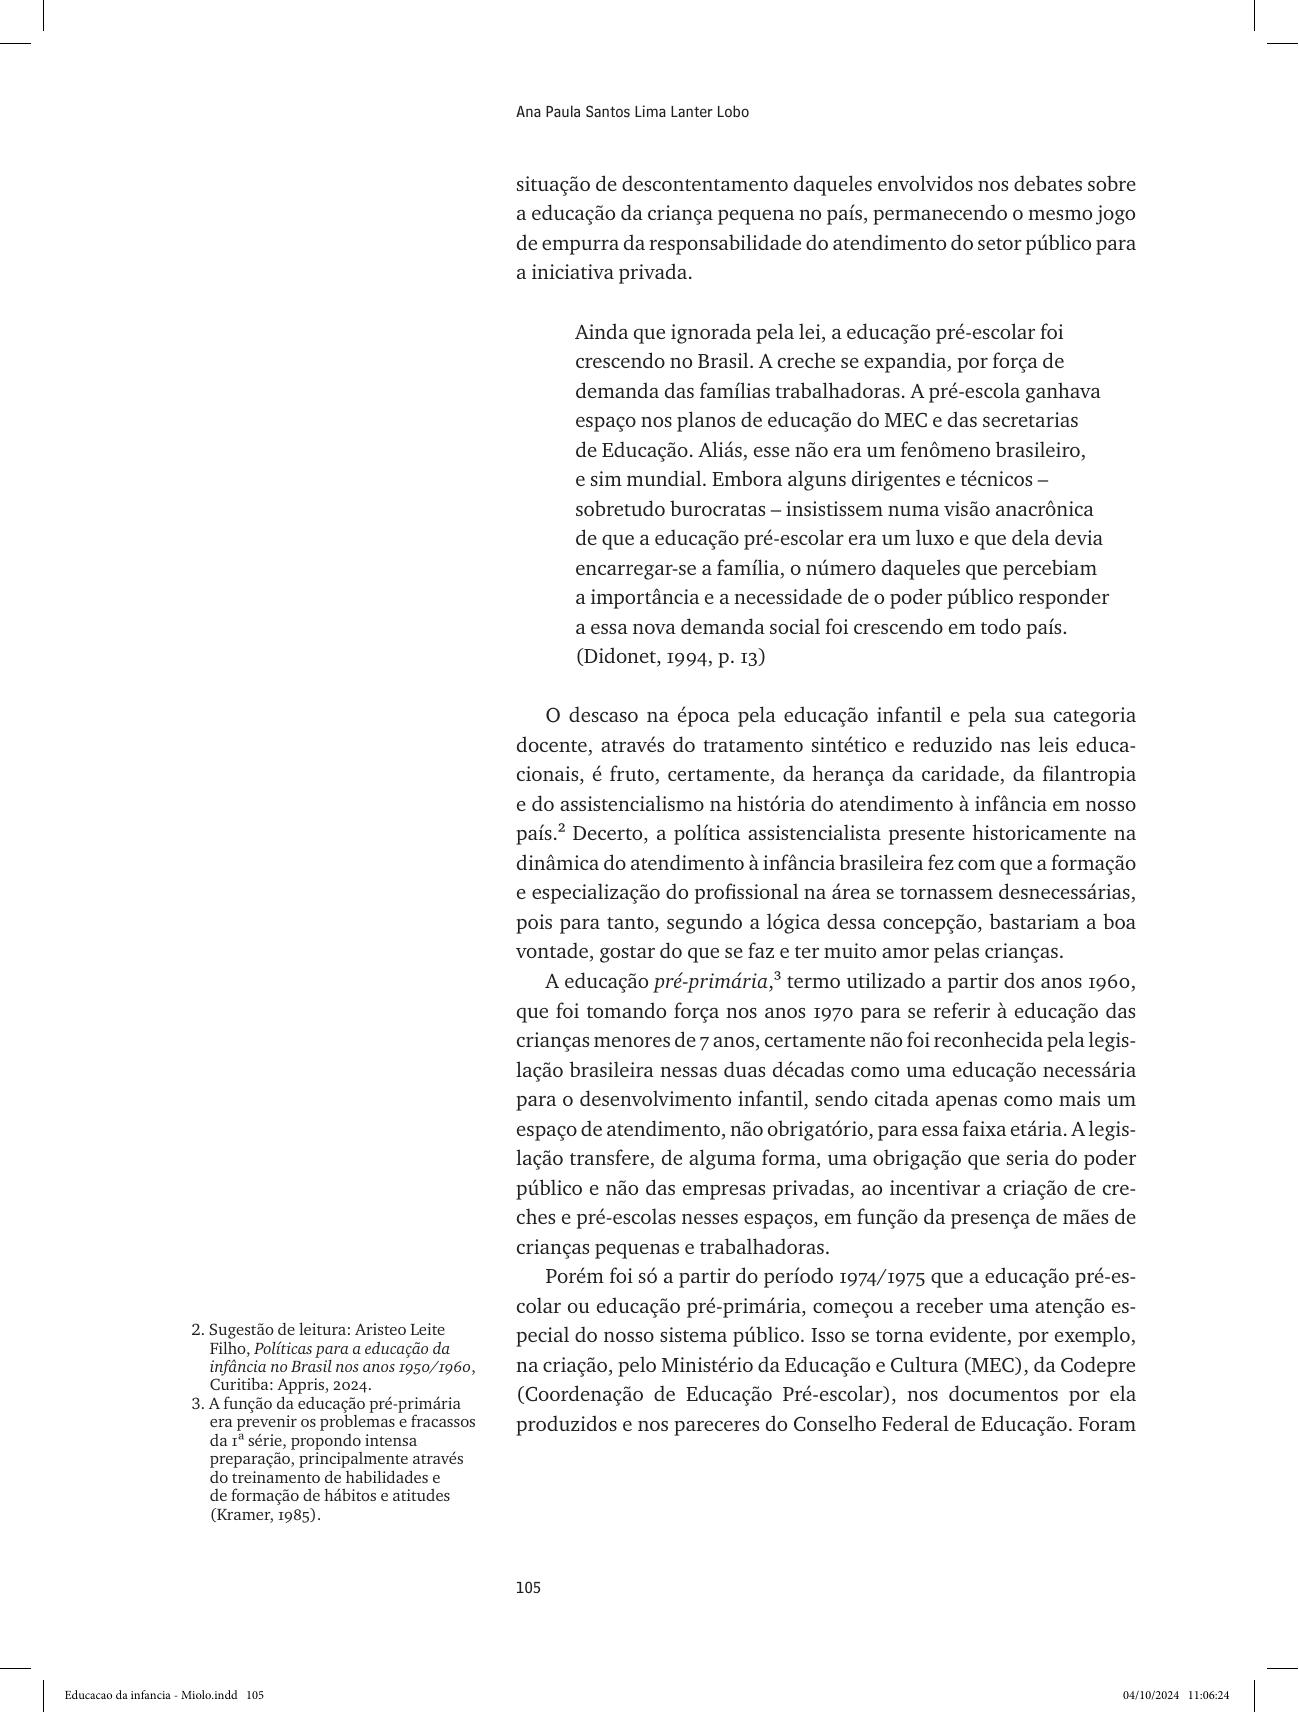 Ana Paula Santos Lima Lanter Lobo
situação de descontentamento daqueles envolvidos nos debates sobre
a educação da criança pequena no país, permanecendo o mesmo jogo
de empurra da responsabilidade do atendimento do setor público para
a iniciativa privada.
Ainda que ignorada pela lei, a educação pré-escolar foi
crescendo no Brasil. A creche se expandia, por força de
demanda das famílias trabalhadoras. A pré-escola ganhava
espaço nos planos de educação do MEC e das secretarias
de Educação. Aliás, esse não era um fenômeno brasileiro,
e sim mundial. Embora alguns dirigentes e técnicos –
sobretudo burocratas – insistissem numa visão anacrônica
de que a educação pré-escolar era um luxo e que dela devia
encarregar-se a família, o número daqueles que percebiam
a importância e a necessidade de o poder público responder
a essa nova demanda social foi crescendo em todo país.
(Didonet, 1994, p. 13)
O descaso na época pela educação infantil e pela sua categoria
docente, através do tratamento sintético e reduzido nas leis educa-
cionais, é fruto, certamente, da herança da caridade, da filantropia
e do assistencialismo na história do atendimento à infância em nosso
país.² Decerto, a política assistencialista presente historicamente na
dinâmica do atendimento à infância brasileira fez com que a formação
e especialização do profissional na área se tornassem desnecessárias,
pois para tanto, segundo a lógica dessa concepção, bastariam a boa
vontade, gostar do que se faz e ter muito amor pelas crianças.
A educação pré-primária,³ termo utilizado a partir dos anos 1960,
que foi tomando força nos anos 1970 para se referir à educação das
crianças menores de 7 anos, certamente não foi reconhecida pela legis-
lação brasileira nessas duas décadas como uma educação necessária
para o desenvolvimento infantil, sendo citada apenas como mais um
espaço de atendimento, não obrigatório, para essa faixa etária. A legis-
lação transfere, de alguma forma, uma obrigação que seria do poder
público e não das empresas privadas, ao incentivar a criação de cre-
ches e pré-escolas nesses espaços, em função da presença de mães de
crianças pequenas e trabalhadoras.
Porém foi só a partir do período 1974/1975 que a educação pré-es-
colar ou educação pré-primária, começou a receber uma atenção es-
pecial do nosso sistema público. Isso se torna evidente, por exemplo,
na criação, pelo Ministério da Educação e Cultura (MEC), da Codepre
(Coordenação de Educação Pré-escolar), nos documentos por ela
produzidos e nos pareceres do Conselho Federal de Educação. Foram
2. Sugestão de leitura: Aristeo Leite
Filho, Políticas para a educação da
infância no Brasil nos anos 1950/1960,
Curitiba: Appris, 2024.
3. A função da educação pré-primária
era prevenir os problemas e fracassos
da 1ª série, propondo intensa
preparação, principalmente através
do treinamento de habilidades e
de formação de hábitos e atitudes
(Kramer, 1985).
105
Educacao da infancia - Miolo.indd 105
04/10/2024 11:06:24